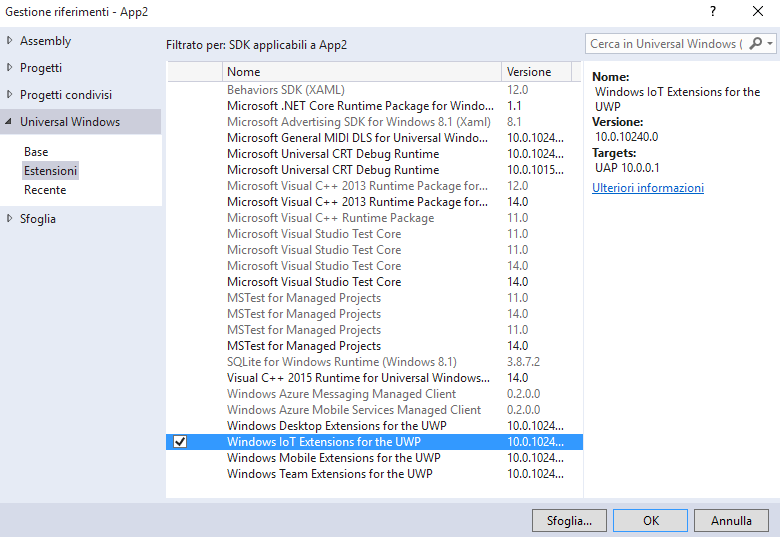 Gestione riferimenti - App2
Assembly
Progetti
Progetti condivisi
Universal Windows
Base
Estensioni
Recente
Sfoglia
Filtrato per: SDK applicabili a App2
Cerca in Universal Windows (
Nome Versione
Behaviors SDK (XAML) 12.0
Microsoft .NET Core Runtime Package for Windo... 1.1
Microsoft Advertising SDK for Windows 8.1 (Xaml) 8.1
Microsoft General MIDI DLS for Universal Windo... 10.0.1024...
Microsoft Universal CRT Debug Runtime 10.0.1024...
Microsoft Universal CRT Debug Runtime 10.0.1015...
Microsoft Visual C++ 2013 Runtime Package for... 12.0
Microsoft Visual C++ 2013 Runtime Package for... 14.0
Microsoft Visual C++ Runtime Package 11.0
Microsoft Visual Studio Test Core 11.0
Microsoft Visual Studio Test Core 11.0
Microsoft Visual Studio Test Core 11.0
Microsoft Visual Studio Test Core 14.0
MSTest for Managed Projects 11.0
MSTest for Managed Projects 11.0
MSTest for Managed Projects 11.0
MSTest for Managed Projects 14.0
SQLite for Windows Runtime (Windows 8.1) 3.8.7.2
Visual C++ 2015 Runtime for Universal Windows... 14.0
Windows Azure Messaging Managed Client 0.2.0.0
Windows Azure Mobile Services Managed Client 0.2.0.0
Windows Desktop Extensions for the UWP 10.0.1024...
Windows IoT Extensions for the UWP 10.0.1024...
Windows Mobile Extensions for the UWP 10.0.1024...
Windows Team Extensions for the UWP 10.0.1024...
Nome:
Windows IoT Extensions for the
UWP
Versione:
10.0.10240.0
Targets:
UAP 10.0.0.1
Ulteriori informazioni
Sfoglia... OK Annulla